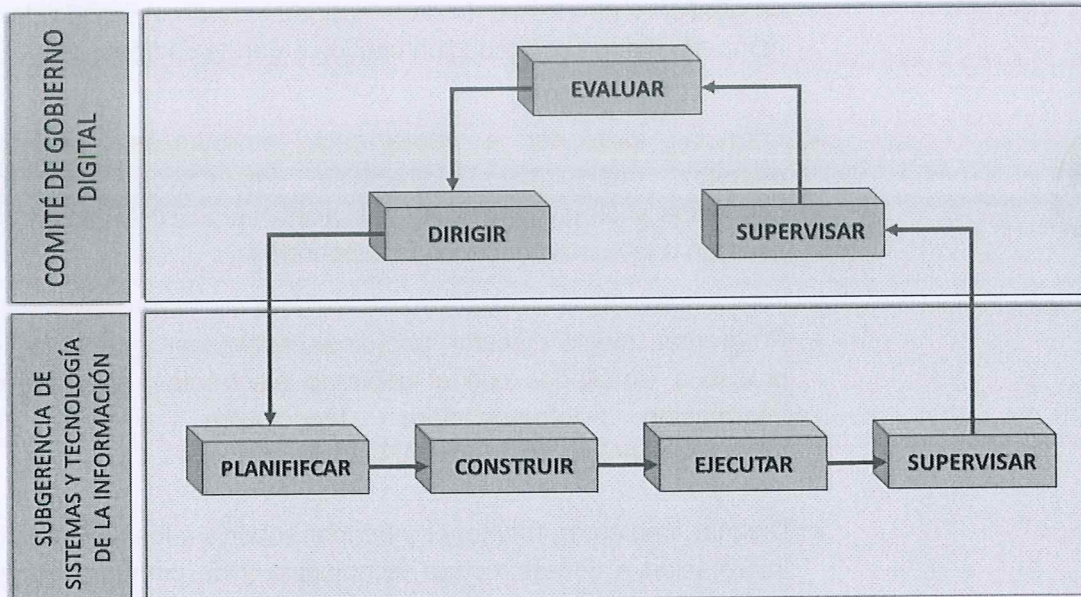 COMITÉ DE GOBIERNO
DIGITAL
EVALUAR
DIRIGIR
SUPERVISAR
SUBGERENCIA DE
SISTEMAS Y TECNOLOGÍA
DE LA INFORMACIÓN
PLANIFIFCAR
CONSTRUIR
EJECUTAR
SUPERVISAR